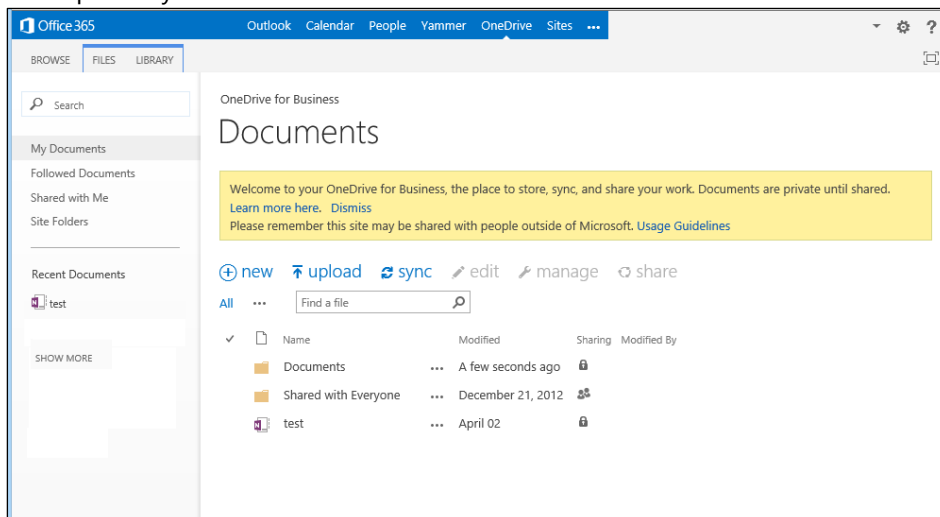 Office 365
Outlook Calendar People Yammer OneDrive Sites ••• ?
BROWSE FILES LIBRARY
Search
My Documents
Followed Documents
Shared with Me
Site Folders
Recent Documents
test
SHOW MORE
OneDrive for Business
Documents
Welcome to your OneDrive for Business, the place to store, sync, and share your work. Documents are private until shared.
Learn more here. Dismiss
Please remember this site may be shared with people outside of Microsoft. Usage Guidelines
new upload sync edit manage share
All ••• Find a file
Name Modified Sharing Modified By
Documents ••• A few seconds ago
Shared with Everyone ••• December 21, 2012
test ••• April 02